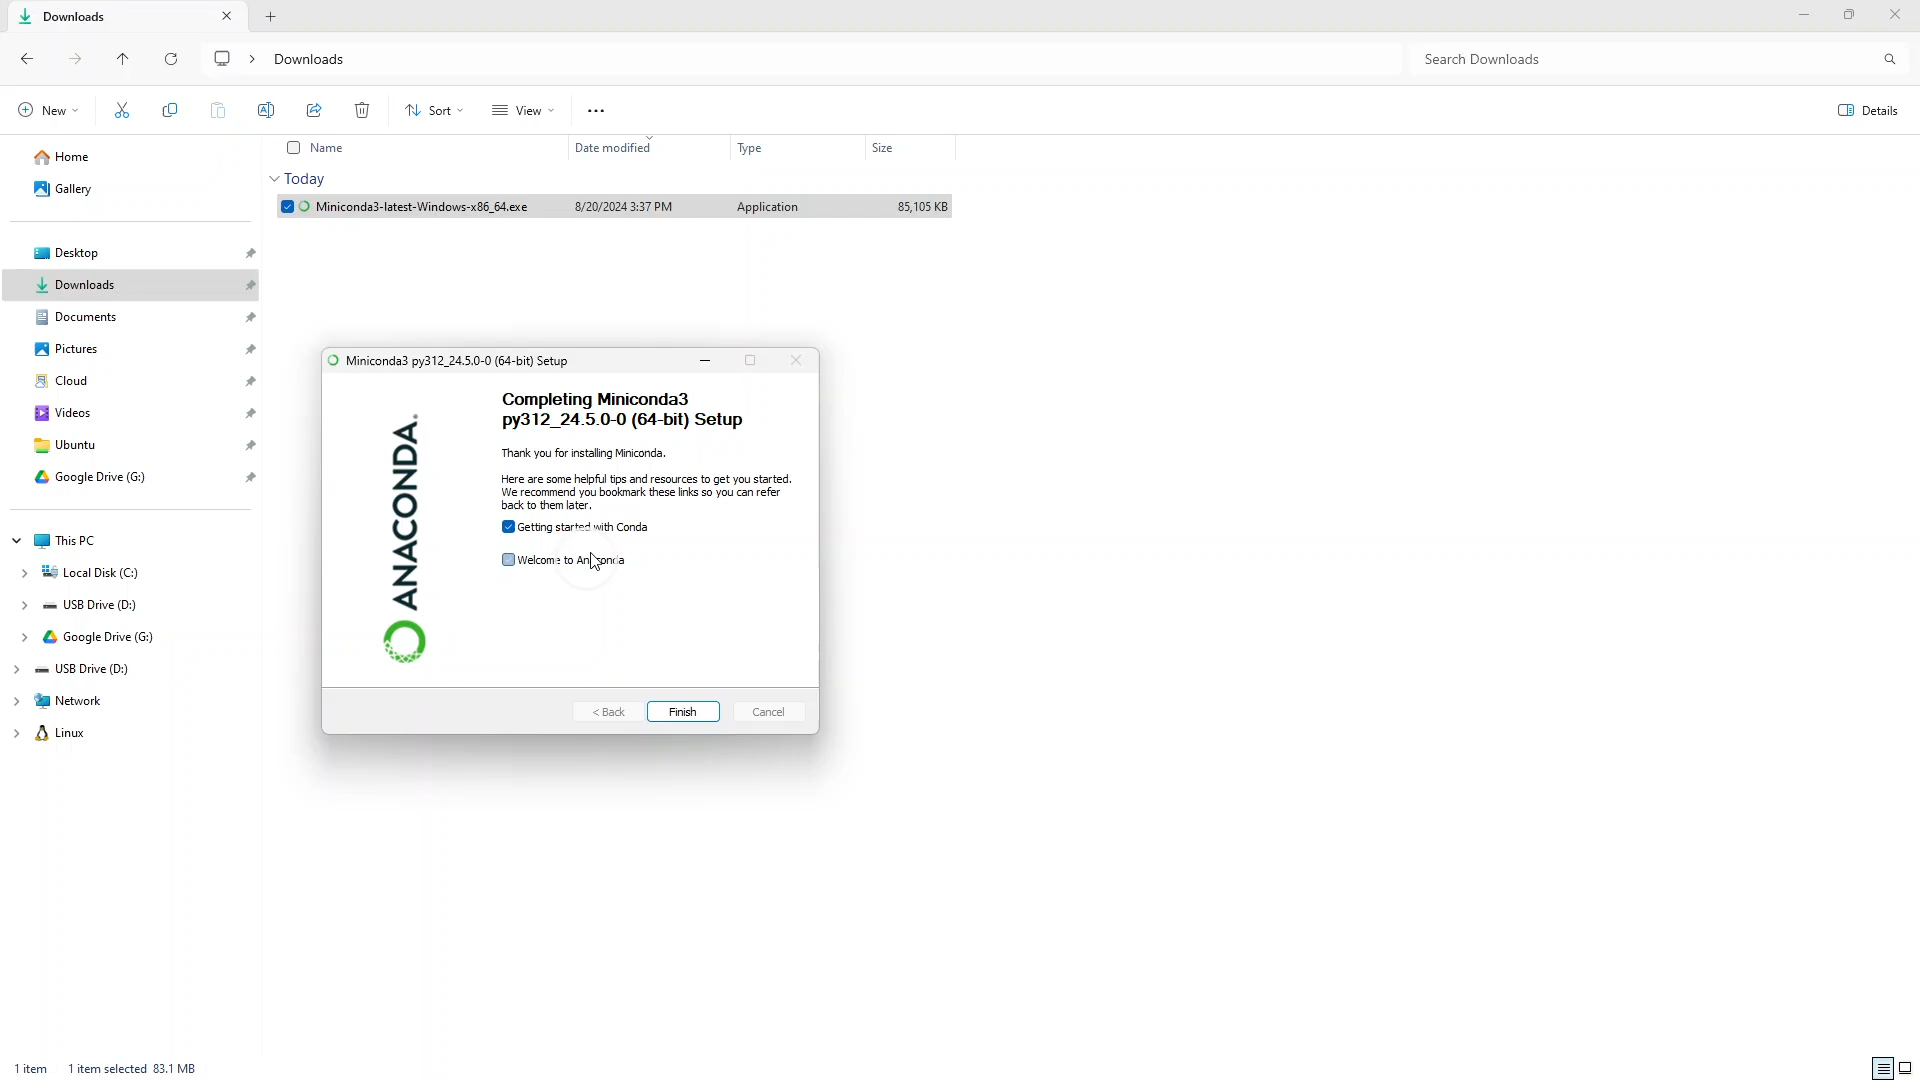 Downloads
Downloads
Search Downloads
New
Sort
View
Details
Home
Gallery
Desktop
Downloads
Documents
Pictures
Cloud
Videos
Ubuntu
Google Drive (G:)
This PC
Local Disk (C:)
USB Drive (D:)
Google Drive (G:)
USB Drive (D:)
Network
Linux
Name Date modified Type Size
Today
Miniconda3-latest-Windows-x86_64.exe 8/20/2024 3:37 PM Application 85,105 KB
Miniconda3 py312_24.5.0-0 (64-bit) Setup
ANACONDA.
Completing Miniconda3
py312_24.5.0-0 (64-bit) Setup
Thank you for installing Miniconda.
Here are some helpful tips and resources to get you started.
We recommend you bookmark these links so you can refer
back to them later.
Getting started with Conda
Welcome to Anaconda
< Back Finish Cancel
1 item 1 item selected 83.1 MB